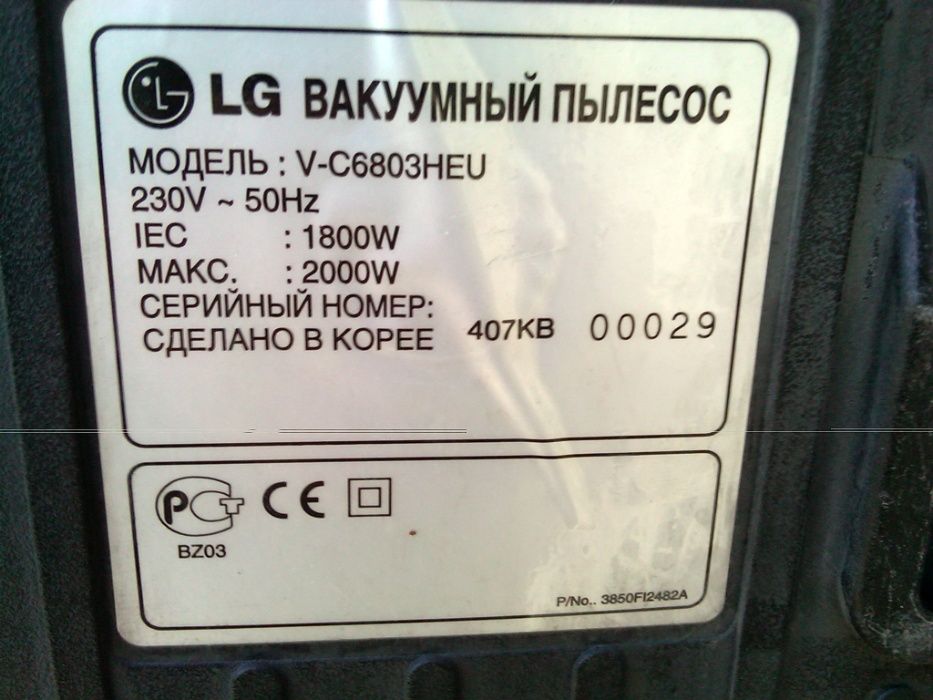 LG ВАКУУМНЫЙ ПЫЛЕСОС
МОДЕЛЬ : V-C6803HEU
230V ~ 50Hz
IEC : 1800W
МАКС. : 2000W
СЕРИЙНЫЙ НОМЕР:
СДЕЛАНО В КОРЕЕ 407KB 00029
РСТ CE
BZ03
P/No.. 3850FI2482A